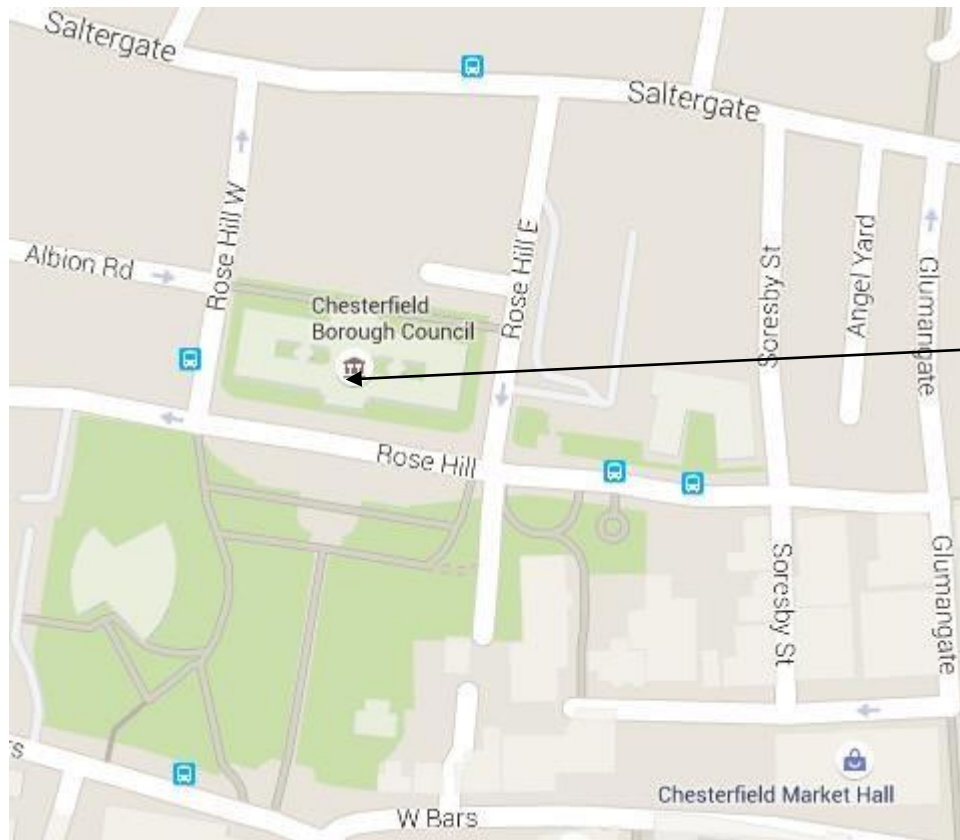 Saltergate
Saltergate
Rose Hill W
Rose Hill E
Soresby St
Angel Yard
Glumangate
Albion Rd
Chesterfield
Borough Council
Rose Hill
Soresby St
Glumangate
Chesterfield Market Hall
W Bars